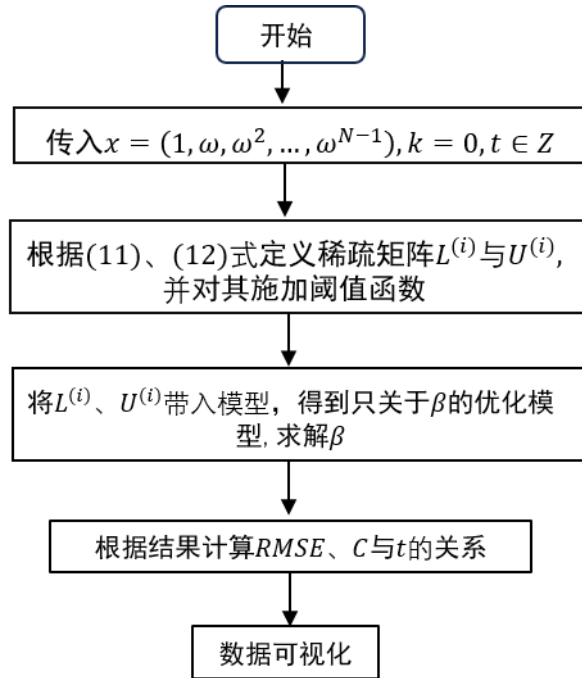 开始
传入x = (1, ω, ω², … , ωᴺ⁻¹), k = 0, t ∈ Z
根据(11)、(12)式定义稀疏矩阵L⁽ⁱ⁾与U⁽ⁱ⁾,
并对其施加阈值函数
将L⁽ⁱ⁾、U⁽ⁱ⁾带入模型，得到只关于β的优化模
型, 求解β
根据结果计算RMSE、C与t的关系
数据可视化